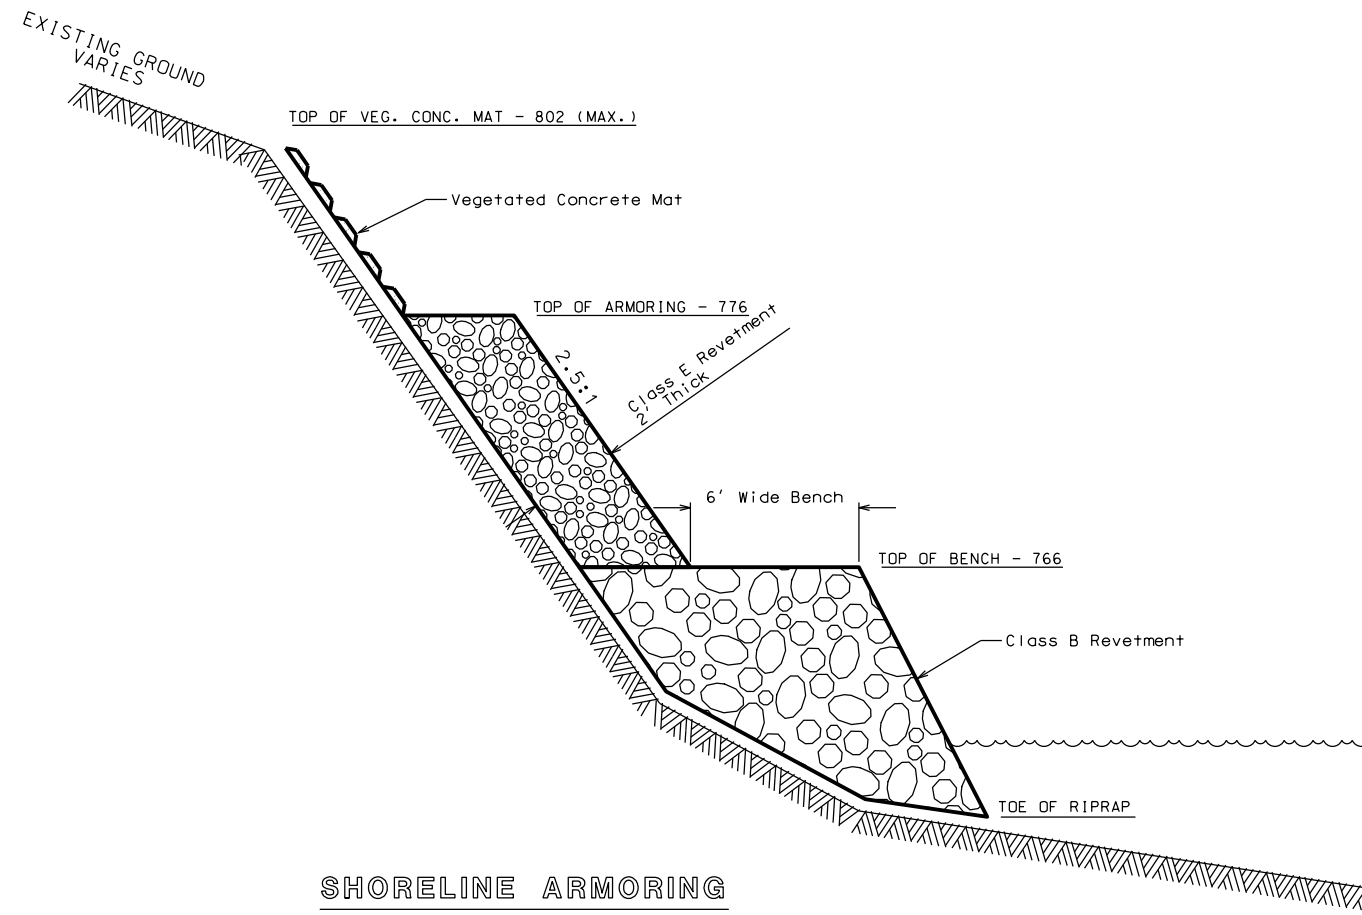 EXISTING GROUND
VARIES
TOP OF VEG. CONC. MAT - 802 (MAX.)
Vegetated Concrete Mat
TOP OF ARMORING - 776
2.5:1
Class E Revetment
2' Thick
6' Wide Bench
TOP OF BENCH - 766
Class B Revetment
TOE OF RIPRAP
SHORELINE ARMORING